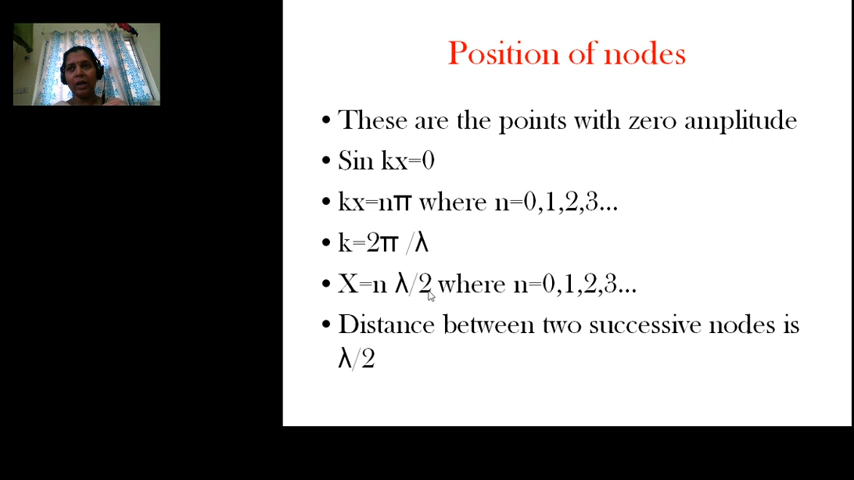 Position of nodes
• These are the points with zero amplitude
• Sin kx=0
• kx=nπ where n=0,1,2,3...
• k=2π /λ
• X=n λ/2 where n=0,1,2,3...
• Distance between two successive nodes is
λ/2